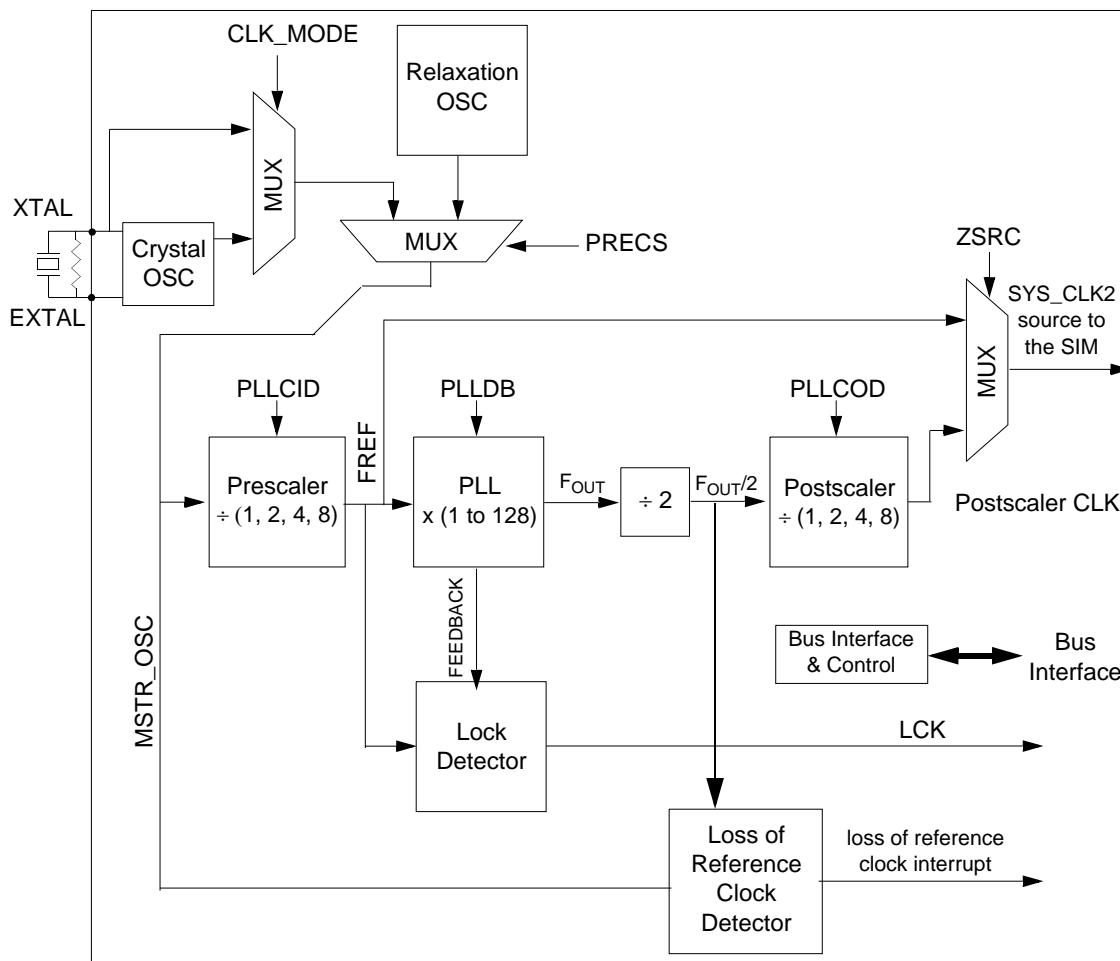 CLK_MODE
Relaxation
OSC
MUX
XTAL
Crystal
OSC
EXTAL
MUX
PRECS
ZSRC
SYS_CLK2
source to
the SIM
MUX
PLLCID
FREF
PLLDB
PLLCOD
Prescaler
÷ (1, 2, 4, 8)
PLL
x (1 to 128)
FOUT
÷ 2
FOUT/2
Postscaler
÷ (1, 2, 4, 8)
Postscaler CLK
MSTR_OSC
FEEDBACK
Bus Interface
& Control
Bus
Interface
Lock
Detector
LCK
Loss of
Reference
Clock
Detector
loss of reference
clock interrupt